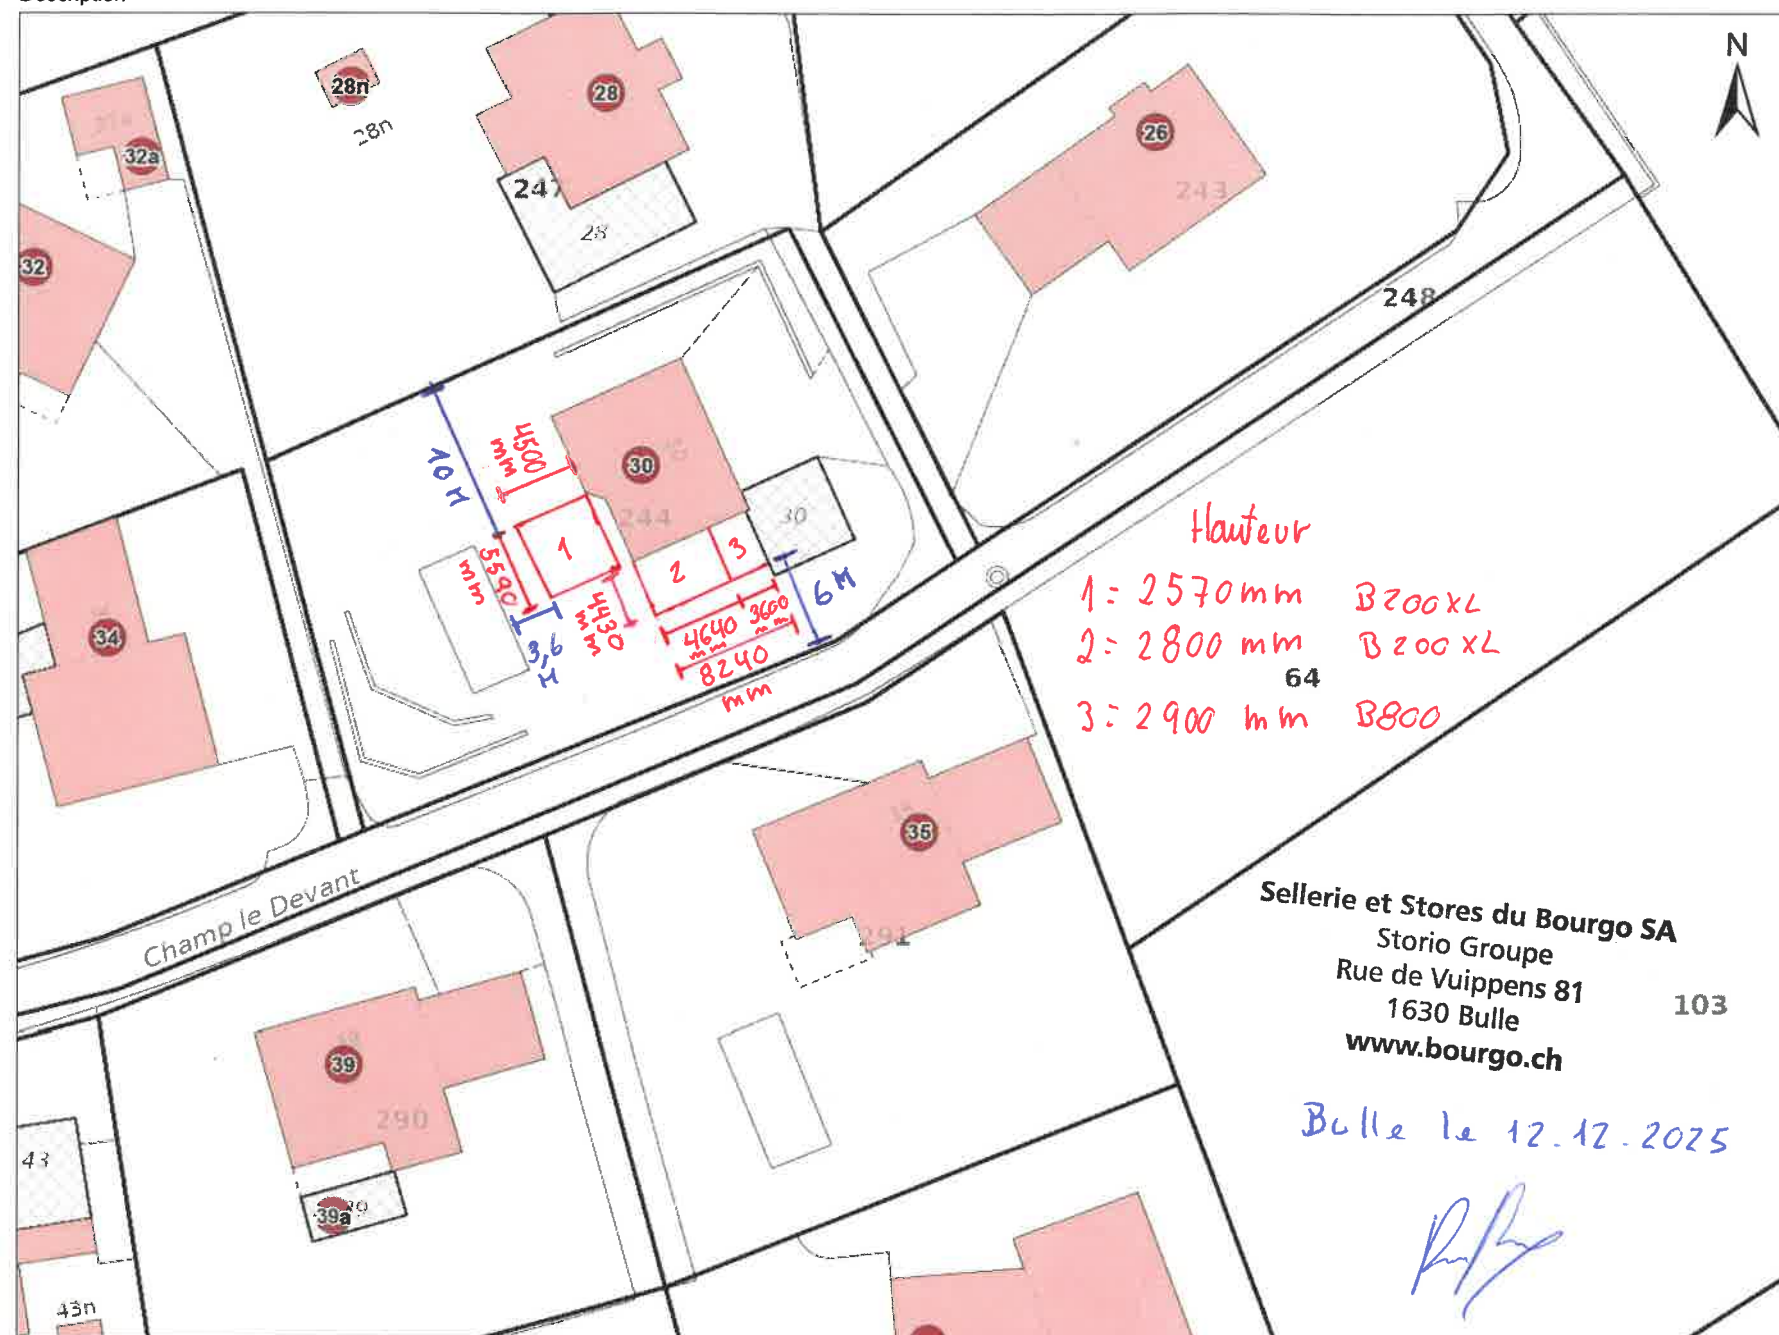 Description
N
28n
28n
28
26
32a
247
28
243
32
248
30
244
30
10 M
4500
mm
1
2
3
5590
mm
3,6
M
4430
mm
4640
mm
3600
mm
8240
mm
6 M
34
Hauteur
1 = 2570 mm B200XL
2 = 2800 mm B200XL
64
3 = 2900 mm B800
35
291
Champ le Devant
Sellerie et Stores du Bourgo SA
Storio Groupe
Rue de Vuippens 81
1630 Bulle
www.bourgo.ch
103
39
290
39a
43
43n
Bulle le 12.12.2025